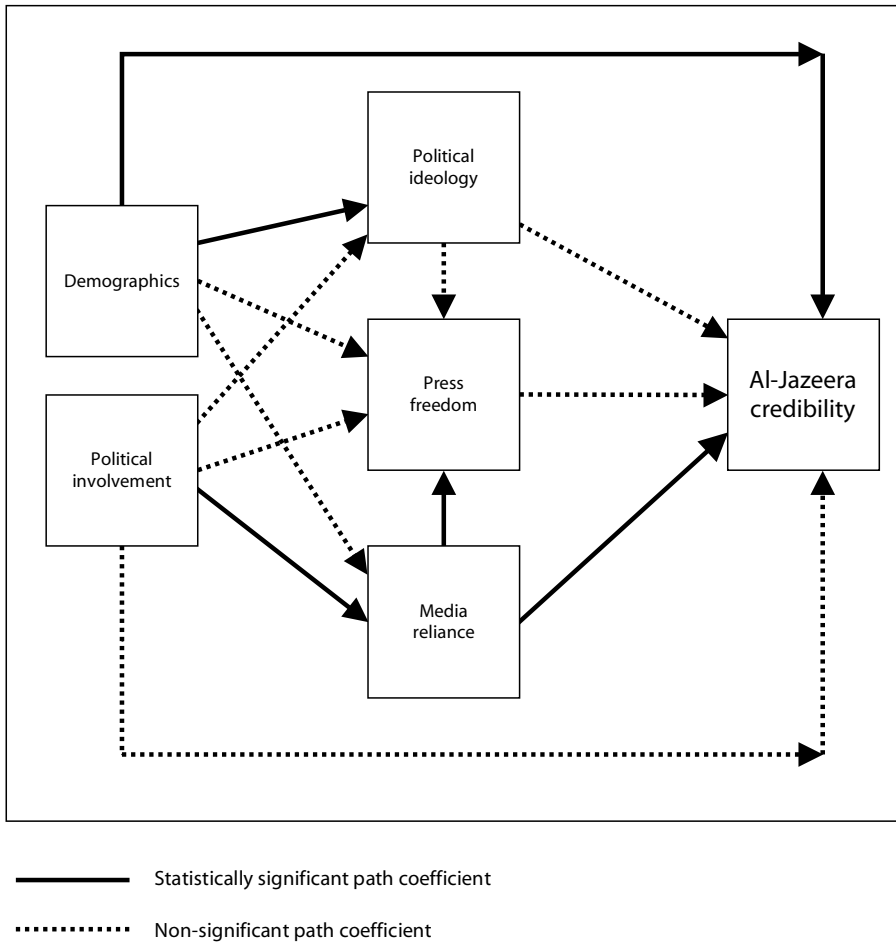 Political
ideology
Demographics
Press
freedom
Al-Jazeera
credibility
Political
involvement
Media
reliance
Statistically significant path coefficient
Non-significant path coefficient